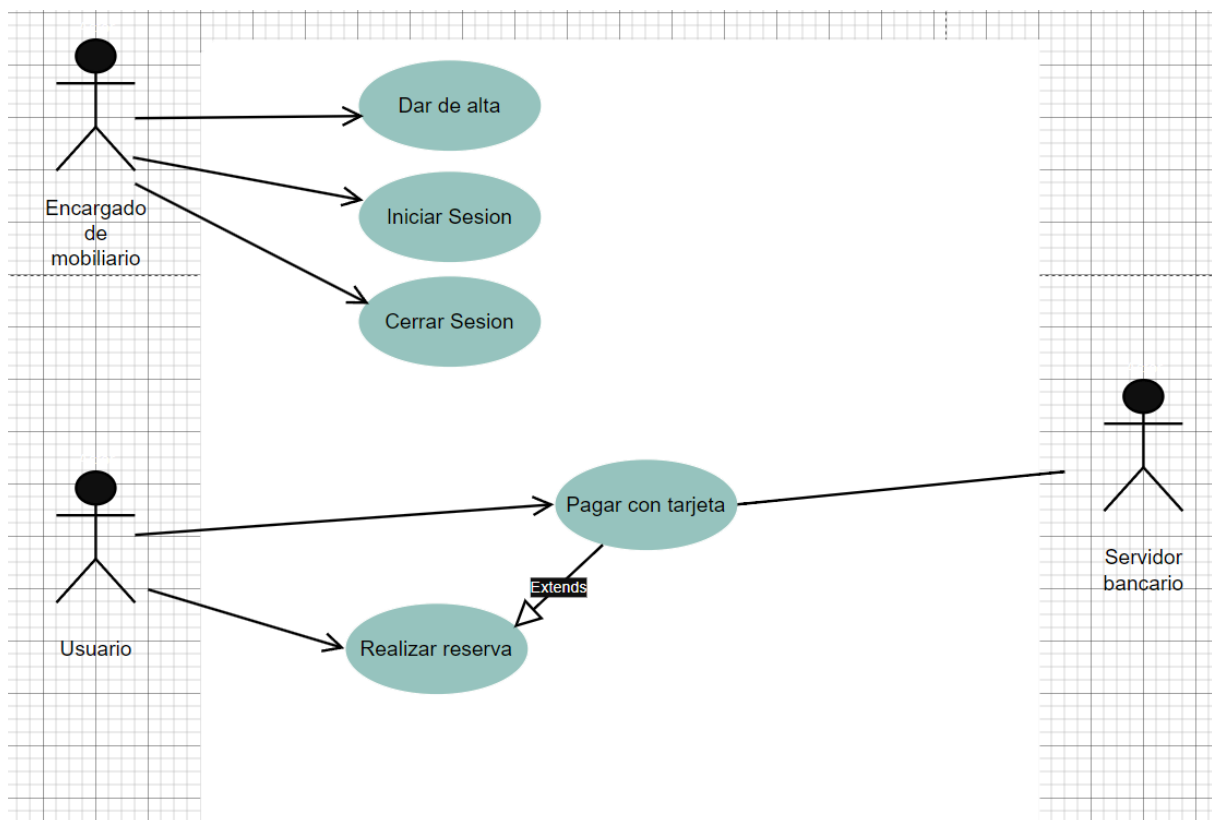 Dar de alta
Encargado
de
mobiliario
Iniciar Sesion
Cerrar Sesion
Pagar con tarjeta
Servidor
bancario
Extends
Usuario
Realizar reserva